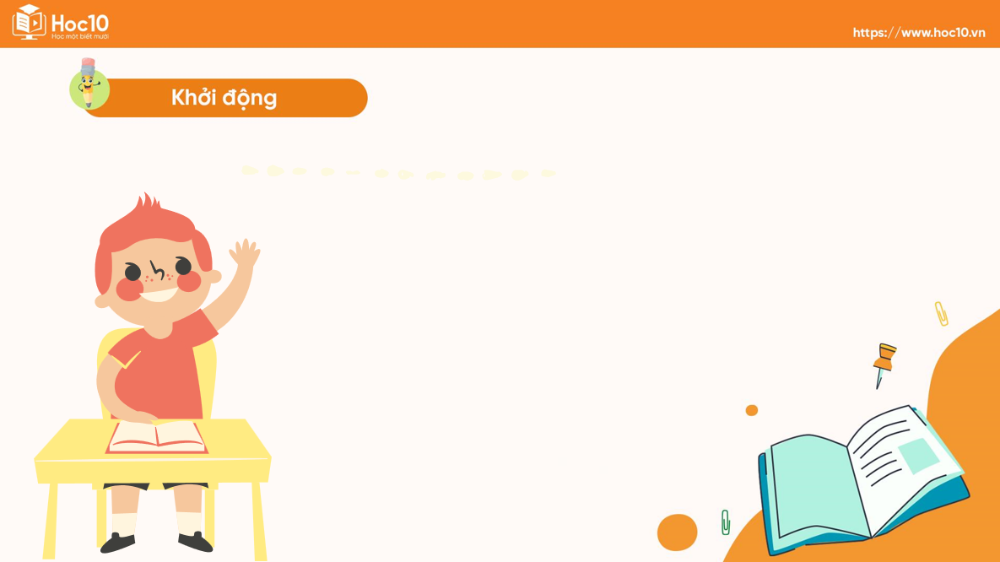 Hoc10
Học một biết mười
https://www.hoc10.vn
Khởi động